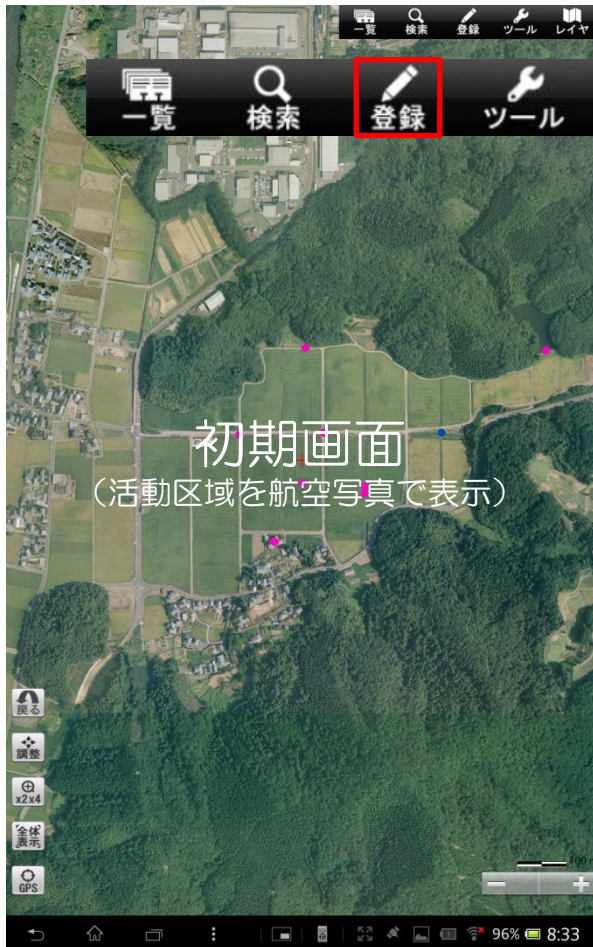 一覧 検索 登録 ツール レイヤ
一覧 検索 登録 ツール
初期画面
（活動区域を航空写真で表示）
戻る
調整
x2x4
全体
表示
GPS
100 m
96% 8:33